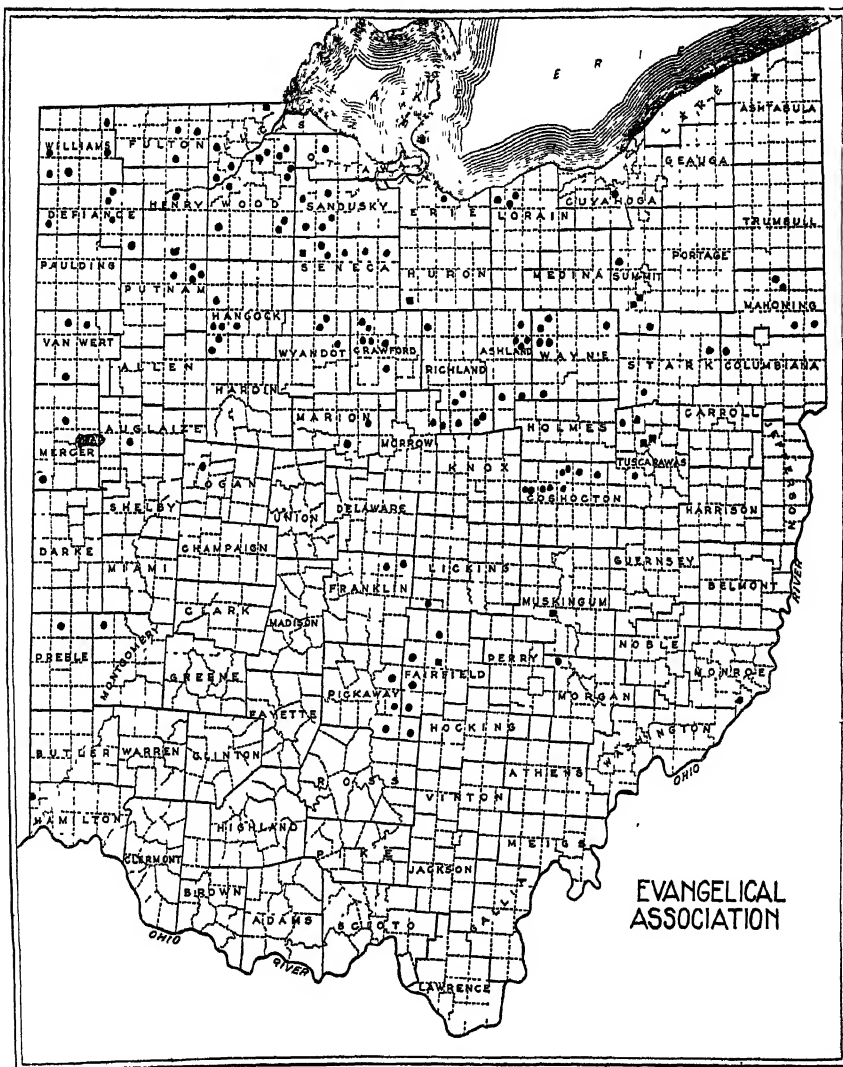 ERIE
LAKE
ASHTABULA
LUCAS
WILLIAMS
FULTON
OTTAWA
GEAUGA
CUYAHOGA
DEFIANCE
HENRY
WOOD
SANDUSKY
ERIE
LORAIN
TRUMBULL
PAULDING
SENECA
HURON
MEDINA
SUMMIT
PORTAGE
PUTNAM
MAHONING
HANCOCK
VAN WERT
WYANDOT
CRAWFORD
ASHLAND
WAYNE
ALLEN
RICHLAND
STARK
COLUMBIANA
HARDIN
MARION
CARROLL
AUGLAIZE
HOLMES
MERCER
MORROW
TUSCARAWAS
JEFFERSON
LOGAN
KNOX
COSHOCTON
SHELBY
UNION
DELAWARE
HARRISON
DARKE
CHAMPAIGN
MIAMI
LICKING
GUERNSEY
BELMONT
RIVER
FRANKLIN
CLARK
MUSKINGUM
MADISON
PREBLE
MONTGOMERY
NOBLE
GREENE
PERRY
MONROE
PICKAWAY
FAIRFIELD
MORGAN
FAYETTE
HOCKING
WASHINGTON
BUTLER
WARREN
CLINTON
ATHENS
OHIO
ROSS
VINTON
HAMILTON
HIGHLAND
MEIGS
CLERMONT
PIKE
JACKSON
BROWN
EVANGELICAL
ASSOCIATION
ADAMS
SCIOTO
GALLIA
OHIO
RIVER
LAWRENCE